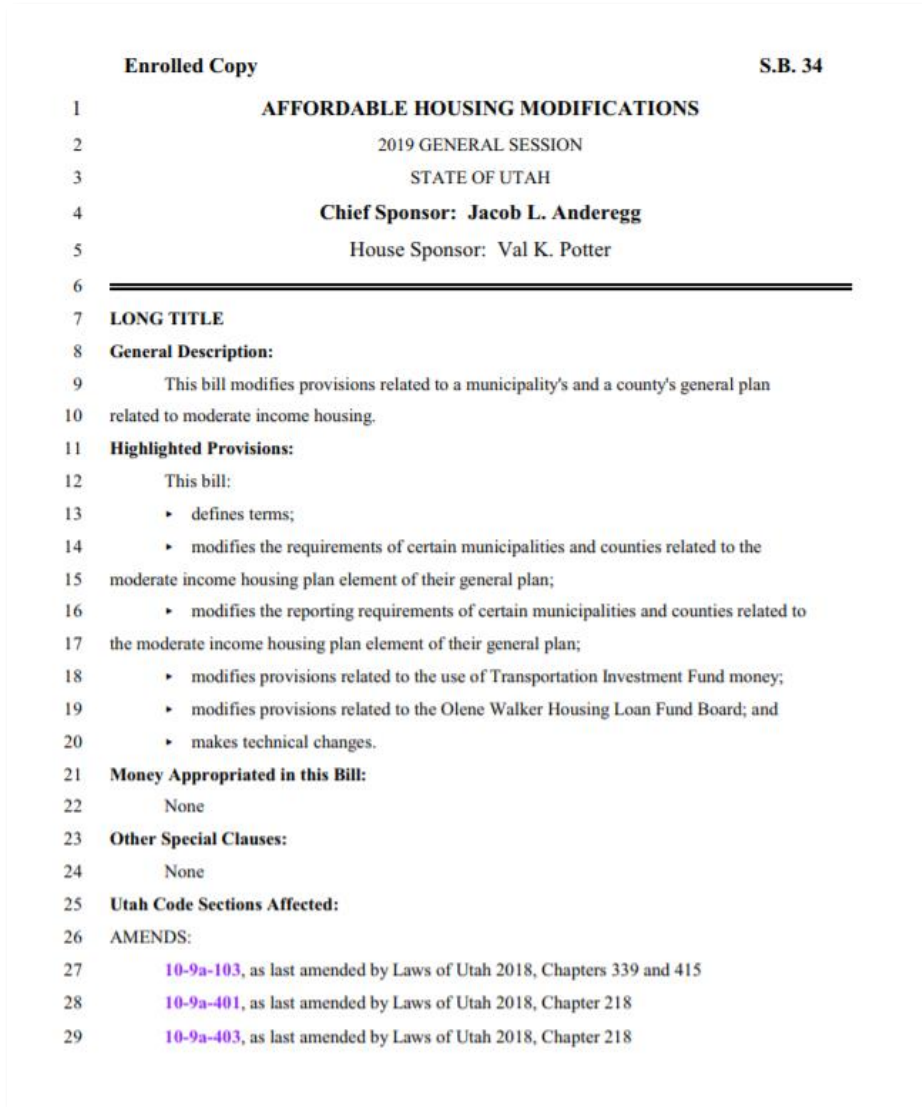 Enrolled Copy S.B. 34
1 AFFORDABLE HOUSING MODIFICATIONS
2 2019 GENERAL SESSION
3 STATE OF UTAH
4 Chief Sponsor: Jacob L. Anderegg
5 House Sponsor: Val K. Potter
6
7 LONG TITLE
8 General Description:
9 This bill modifies provisions related to a municipality's and a county's general plan
10 related to moderate income housing.
11 Highlighted Provisions:
12 This bill:
13 ▸ defines terms;
14 ▸ modifies the requirements of certain municipalities and counties related to the
15 moderate income housing plan element of their general plan;
16 ▸ modifies the reporting requirements of certain municipalities and counties related to
17 the moderate income housing plan element of their general plan;
18 ▸ modifies provisions related to the use of Transportation Investment Fund money;
19 ▸ modifies provisions related to the Olene Walker Housing Loan Fund Board; and
20 ▸ makes technical changes.
21 Money Appropriated in this Bill:
22 None
23 Other Special Clauses:
24 None
25 Utah Code Sections Affected:
26 AMENDS:
27 10-9a-103, as last amended by Laws of Utah 2018, Chapters 339 and 415
28 10-9a-401, as last amended by Laws of Utah 2018, Chapter 218
29 10-9a-403, as last amended by Laws of Utah 2018, Chapter 218